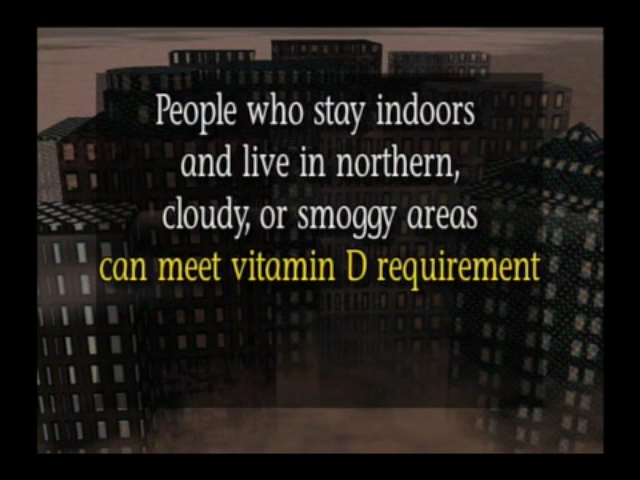 People who stay indoors
and live in northern,
cloudy, or smoggy areas
can meet vitamin D requirement